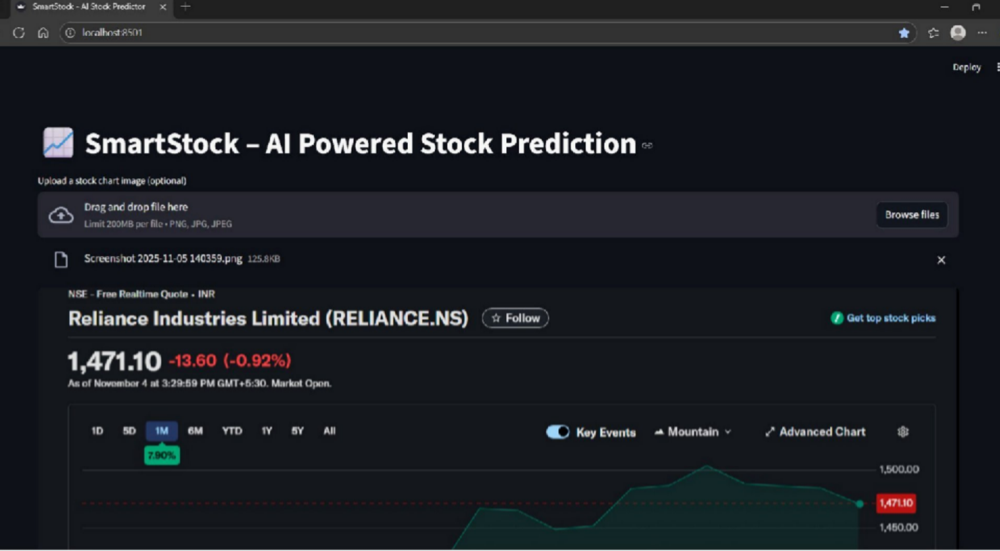 SmartStock - AI Stock Predictor
localhost:8501
Deploy
SmartStock – AI Powered Stock Prediction
Upload a stock chart image (optional)
Drag and drop file here
Limit 200MB per file • PNG, JPG, JPEG
Browse files
Screenshot 2025-11-05 140359.png 125.8KB
NSE - Free Realtime Quote • INR
Reliance Industries Limited (RELIANCE.NS) Follow Get top stock picks
1,471.10 -13.60 (-0.92%)
As of November 4 at 3:29:59 PM GMT+5:30. Market Open.
1D 5D 1M 6M YTD 1Y 5Y All Key Events Mountain Advanced Chart
7.90%
1,500.00
1,471.10
1,450.00